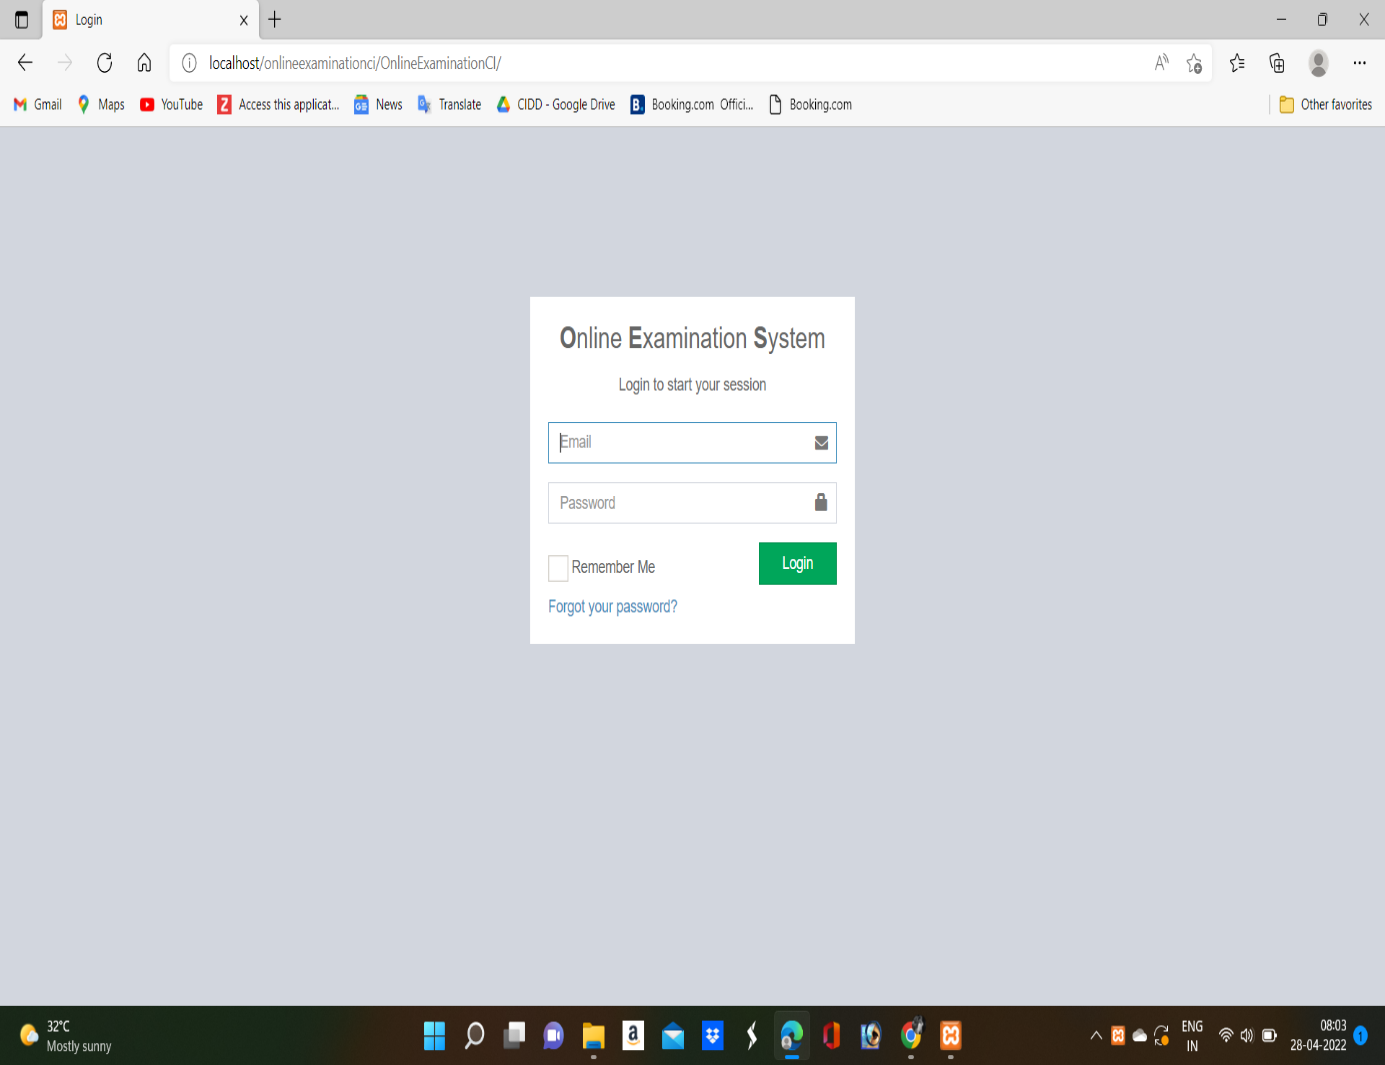 Login
localhost/onlineexaminationci/OnlineExaminationCI/
Gmail Maps YouTube Access this applicat... News Translate CIDD - Google Drive Booking.com Offici... Booking.com Other favorites
Online Examination System
Login to start your session
Email
Password
Remember Me Login
Forgot your password?
32°C
Mostly sunny
ENG
IN
08:03
28-04-2022
1